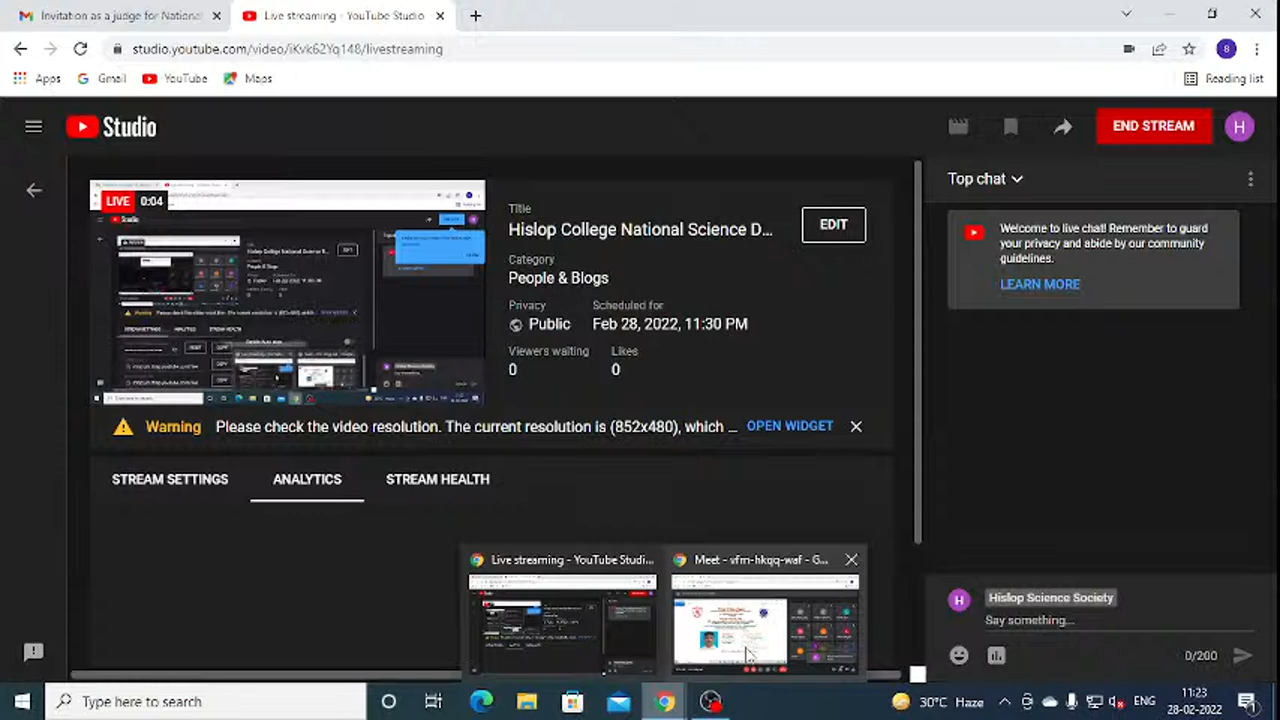 Invitation as a judge for National
Live streaming - YouTube Studio
studio.youtube.com/video/iKvk62Yq148/livestreaming
B
Apps
Gmail
YouTube
Maps
Reading list
Studio
END STREAM
H
LIVE 0:04
Title
Hislop College National Science D...
EDIT
Category
People & Blogs
Privacy
Public
Scheduled for
Feb 28, 2022, 11:30 PM
Viewers waiting
0
Likes
0
Warning Please check the video resolution. The current resolution is (852x480), which ... OPEN WIDGET
STREAM SETTINGS
ANALYTICS
STREAM HEALTH
Top chat
Welcome to live chat! Remember to guard
your privacy and abide by our community
guidelines.
LEARN MORE
Live streaming - YouTube Studi...
Meet - vfm-hkqq-waf - G...
H
Hislop Science Society
Say something...
0/200
Type here to search
30°C Haze
ENG
11:23
28-02-2022
1